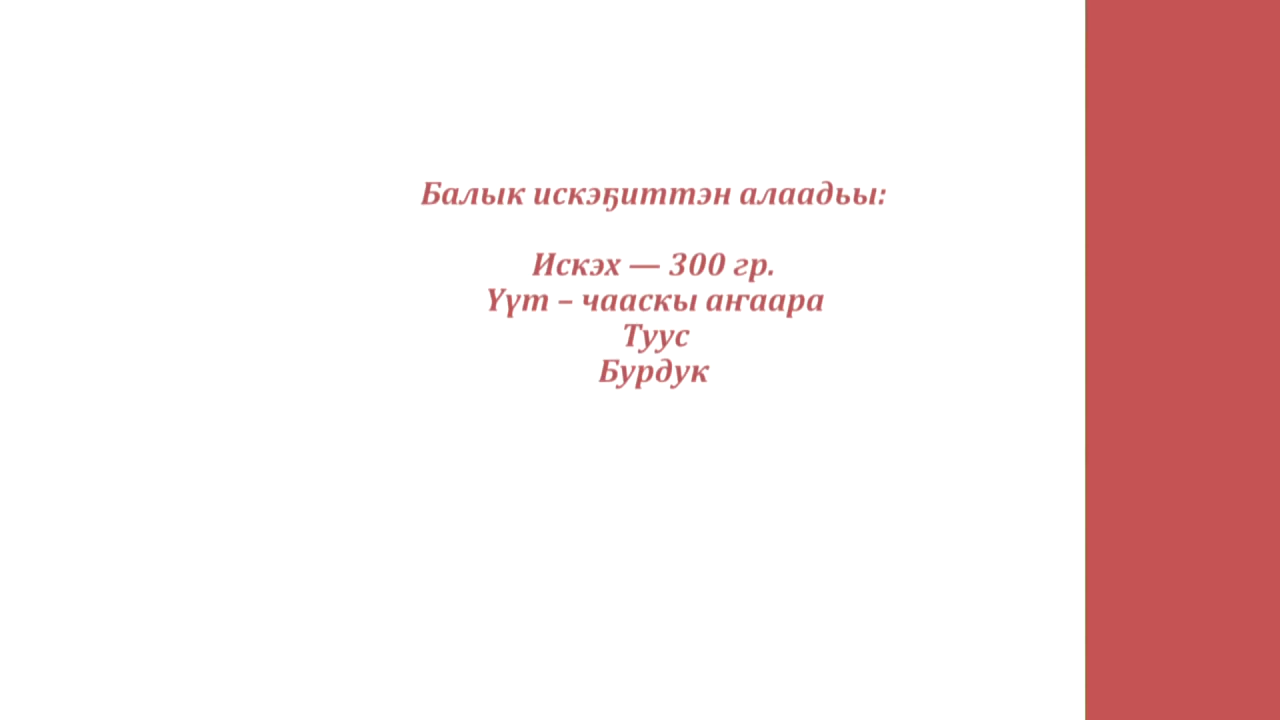 Балык искэҕиттэн алаадьы:
Искэх — 300 гр.
Үүт – чааскы аҥаара
Туус
Бурдук